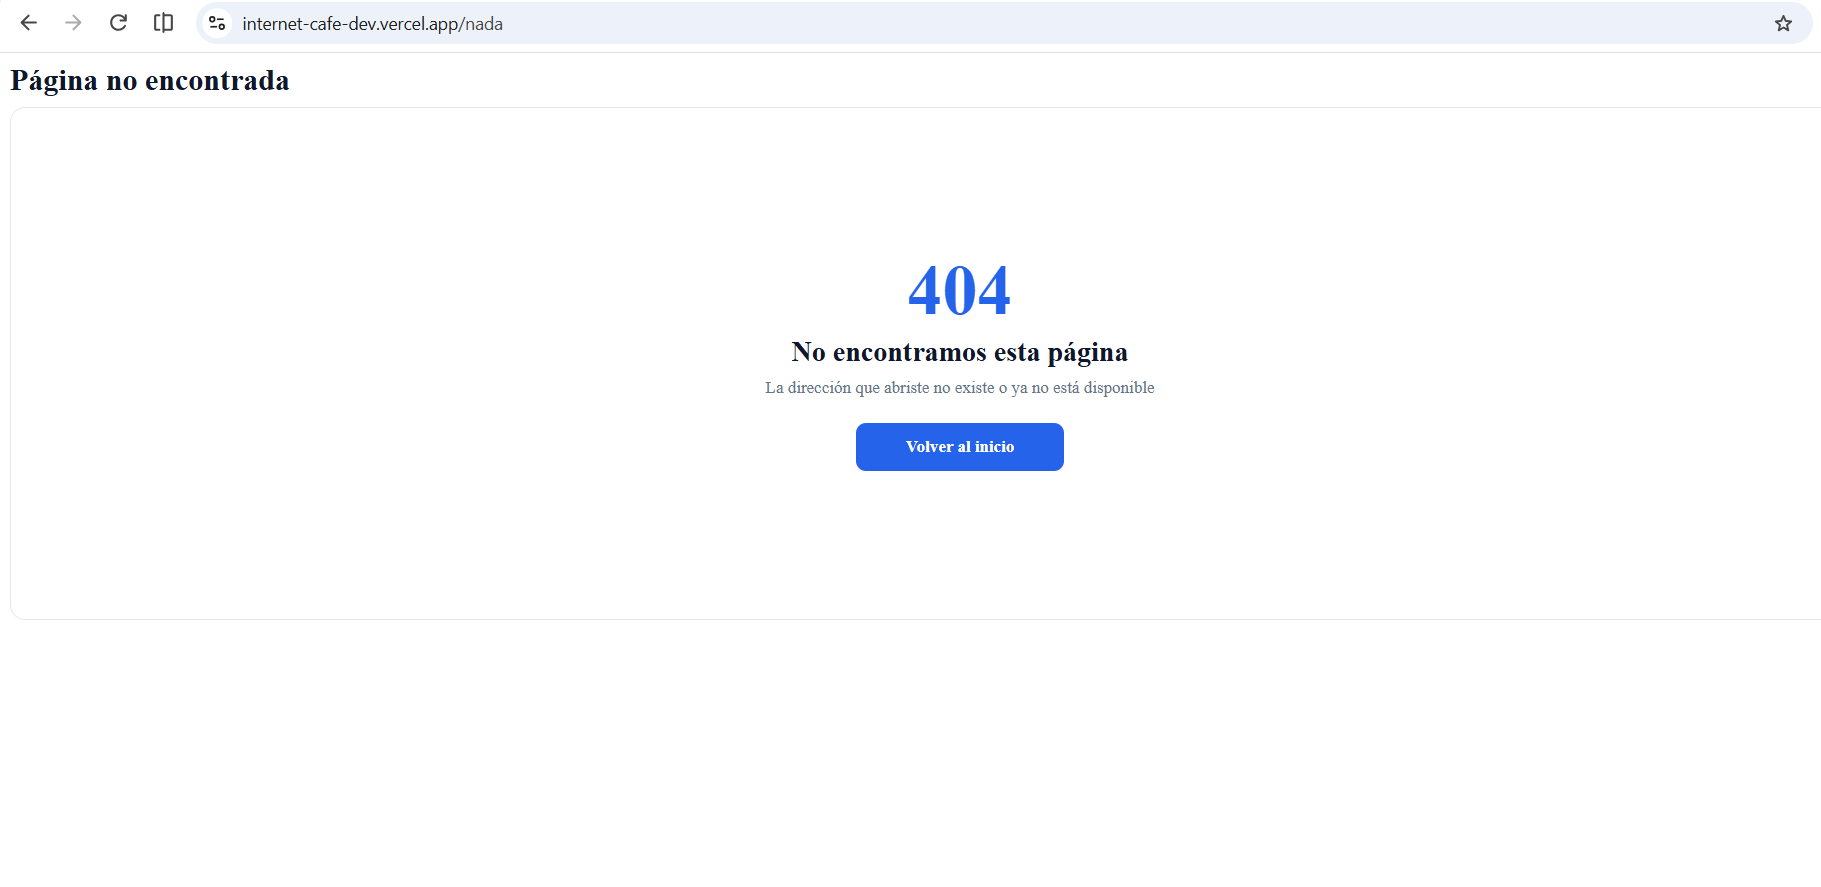 internet-cafe-dev.vercel.app/nada
Página no encontrada
404
No encontramos esta página
La dirección que abriste no existe o ya no está disponible
Volver al inicio